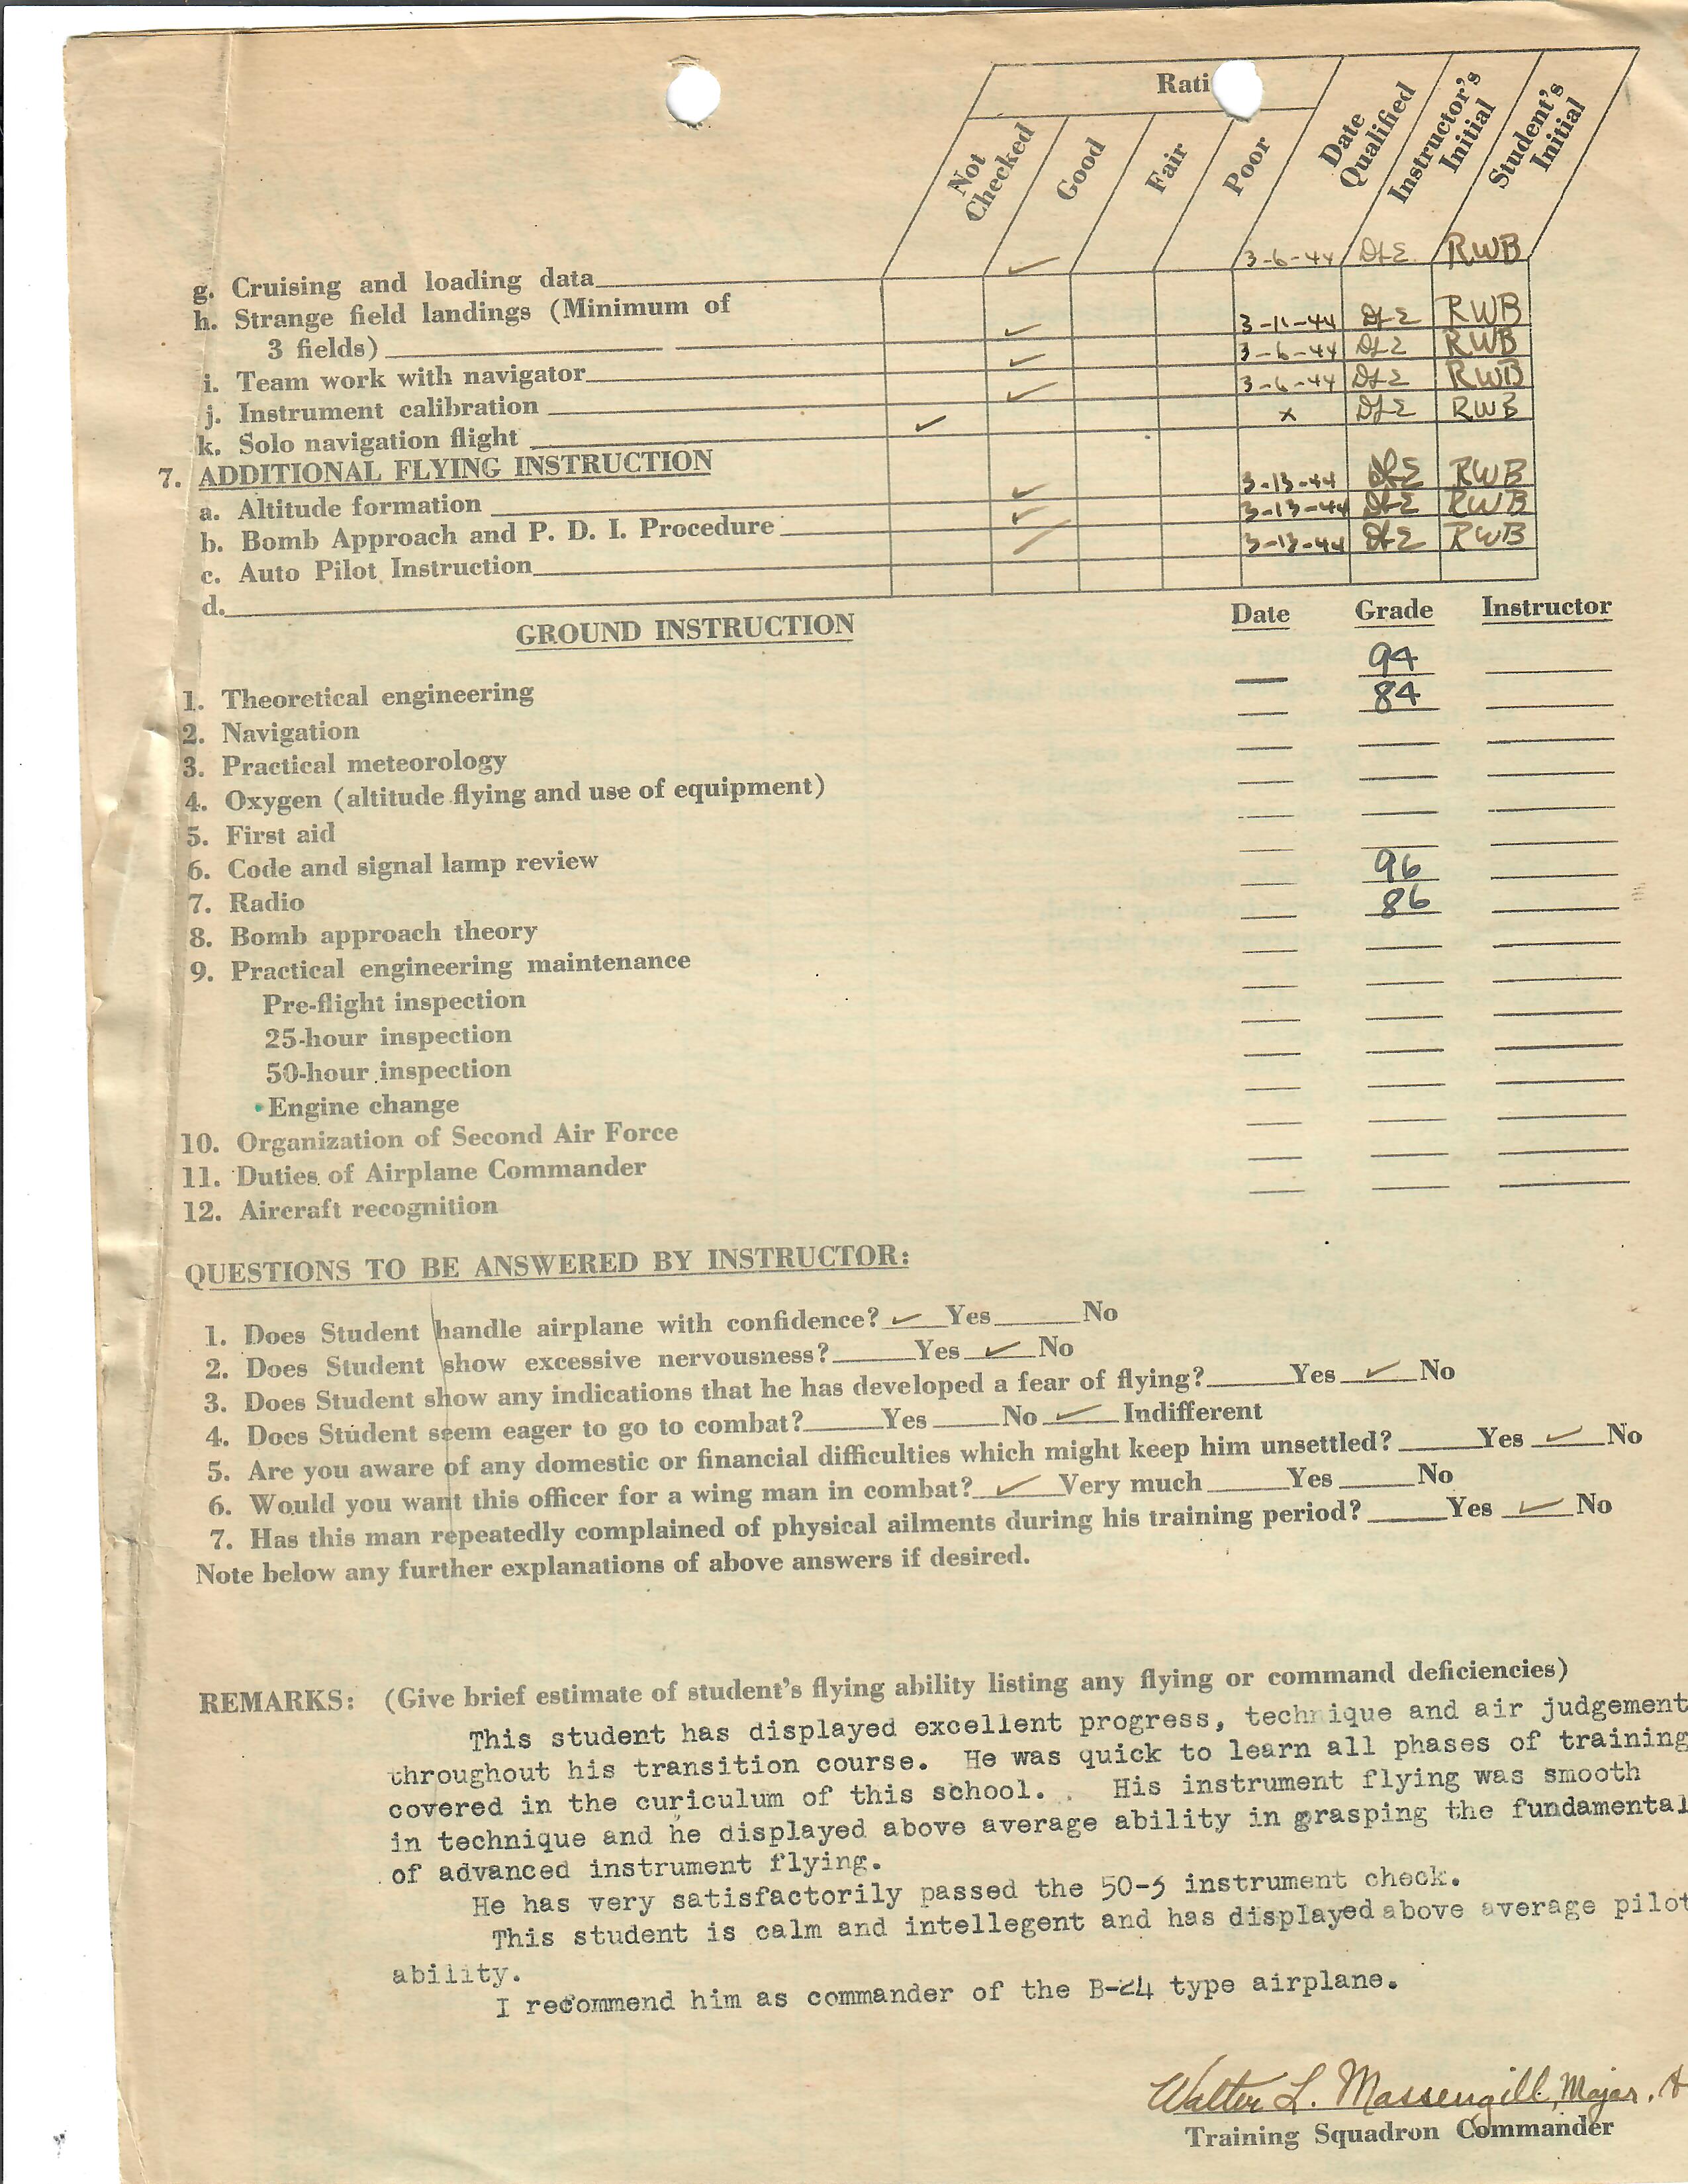 Rati
Not Checked
Good
Fair
Poor
Date Qualified
Instructor's Initial
Student's Initial
g. Cruising and loading data ✓ 3-6-44 DLE RWB
h. Strange field landings (Minimum of
3 fields) ✓ 3-11-44 DLE RWB
i. Team work with navigator ✓ 3-6-44 DLE RWB
j. Instrument calibration ✓ 3-6-44 DLE RWB
k. Solo navigation flight ✓ x DLE RWB
7. ADDITIONAL FLYING INSTRUCTION
a. Altitude formation ✓ 3-13-44 DLE RWB
b. Bomb Approach and P. D. I. Procedure ✓ 3-13-44 DLE RWB
c. Auto Pilot Instruction ✓ 3-13-44 DLE RWB
d.
GROUND INSTRUCTION Date Grade Instructor
1. Theoretical engineering 94
2. Navigation 84
3. Practical meteorology
4. Oxygen (altitude flying and use of equipment)
5. First aid
6. Code and signal lamp review
7. Radio 96
8. Bomb approach theory 86
9. Practical engineering maintenance
Pre-flight inspection
25-hour inspection
50-hour inspection
Engine change
10. Organization of Second Air Force
11. Duties of Airplane Commander
12. Aircraft recognition
QUESTIONS TO BE ANSWERED BY INSTRUCTOR:
1. Does Student handle airplane with confidence? ✓ Yes ____ No
2. Does Student show excessive nervousness? ____ Yes ✓ No
3. Does Student show any indications that he has developed a fear of flying? ____ Yes ✓ No
4. Does Student seem eager to go to combat? ____ Yes ____ No ✓ Indifferent
5. Are you aware of any domestic or financial difficulties which might keep him unsettled? ____ Yes ✓ No
6. Would you want this officer for a wing man in combat? ✓ Very much ____ Yes ____ No
7. Has this man repeatedly complained of physical ailments during his training period? ____ Yes ✓ No
Note below any further explanations of above answers if desired.
REMARKS: (Give brief estimate of student's flying ability listing any flying or command deficiencies)
This student has displayed excellent progress, technique and air judgement
throughout his transition course. He was quick to learn all phases of training
covered in the curiculum of this school. . His instrument flying was smooth
in technique and he displayed above average ability in grasping the fundamental
of advanced instrument flying.
He has very satisfactorily passed the 50-3 instrument check.
This student is calm and intellegent and has displayed above average pilot
ability.
I recommend him as commander of the B-24 type airplane.
Walter L. Massengill, Major, A
Training Squadron Commander